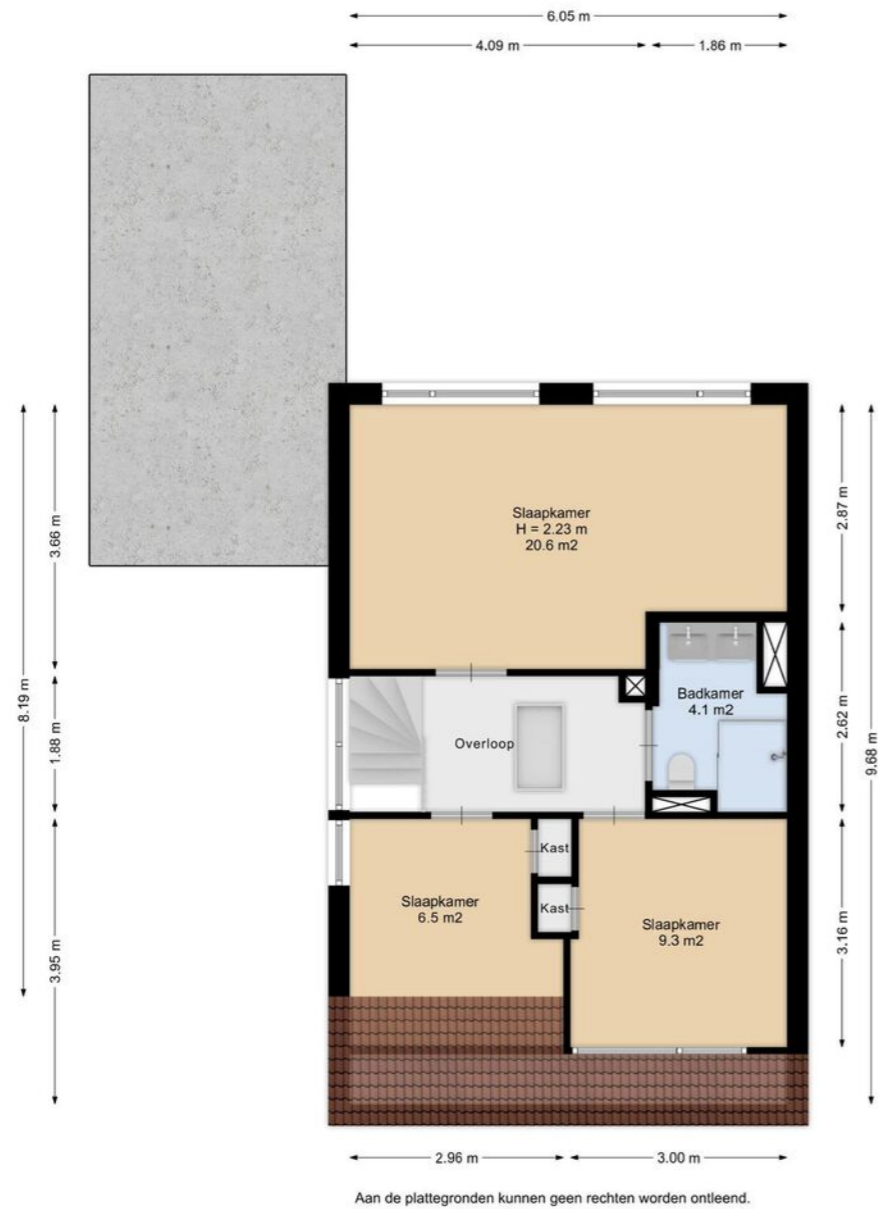 6.05 m
4.09 m
1.86 m
8.19 m
3.66 m
1.88 m
3.95 m
2.87 m
2.62 m
3.16 m
9.68 m
Slaapkamer
H = 2.23 m
20.6 m2
Badkamer
4.1 m2
Overloop
Kast
Kast
Slaapkamer
6.5 m2
Slaapkamer
9.3 m2
2.96 m
3.00 m
Aan de plattegronden kunnen geen rechten worden ontleend.